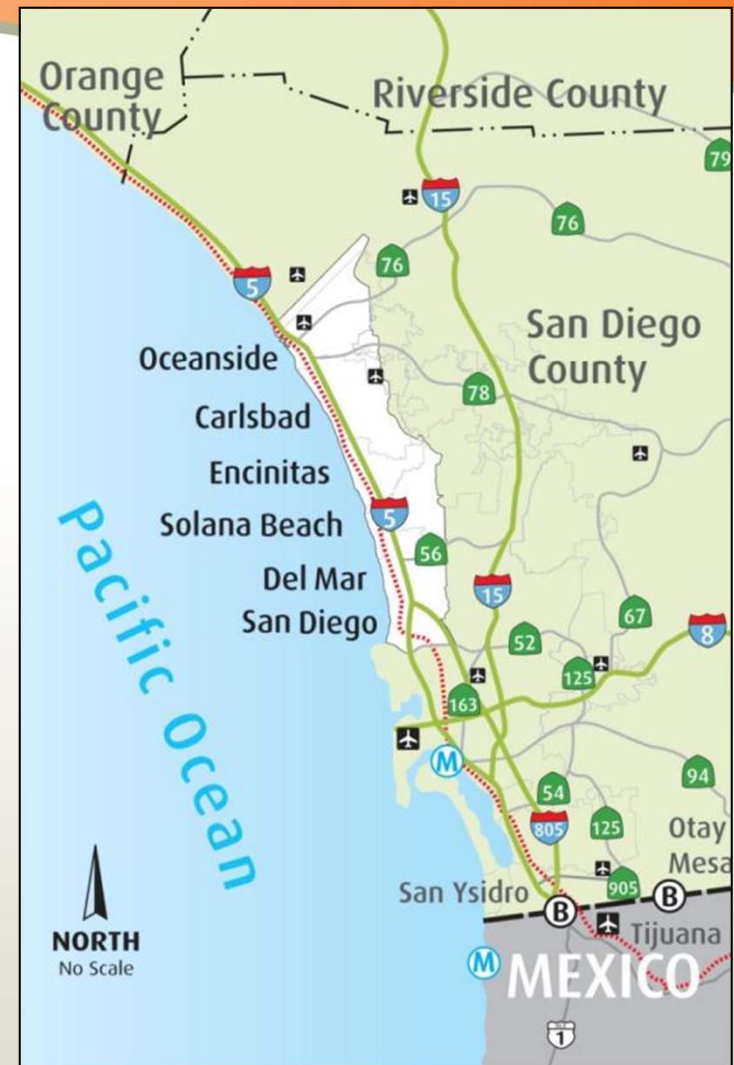 Orange
County
Riverside County
79
15
76
76
5
San Diego
County
Oceanside
78
Carlsbad
Encinitas
5
Solana Beach
56
Del Mar
15
San Diego
67
8
52
125
163
Pacific Ocean
M
94
54
805
125
Otay
Mesa
905
San Ysidro
B
B
NORTH
No Scale
Tijuana
M
MEXICO
1